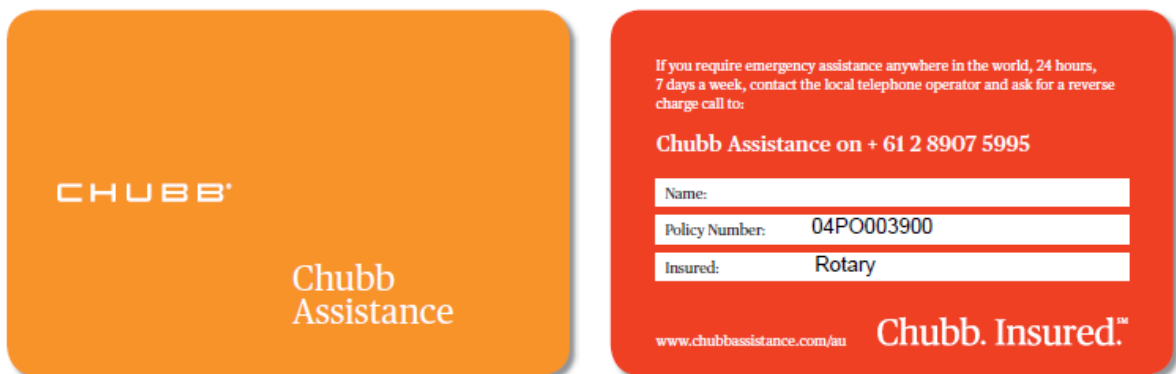 CHUBB®
Chubb
Assistance
If you require emergency assistance anywhere in the world, 24 hours,
7 days a week, contact the local telephone operator and ask for a reverse
charge call to:
Chubb Assistance on + 61 2 8907 5995
Name:
Policy Number: 04PO003900
Insured: Rotary
www.chubbassistance.com/au
Chubb. Insured.℠